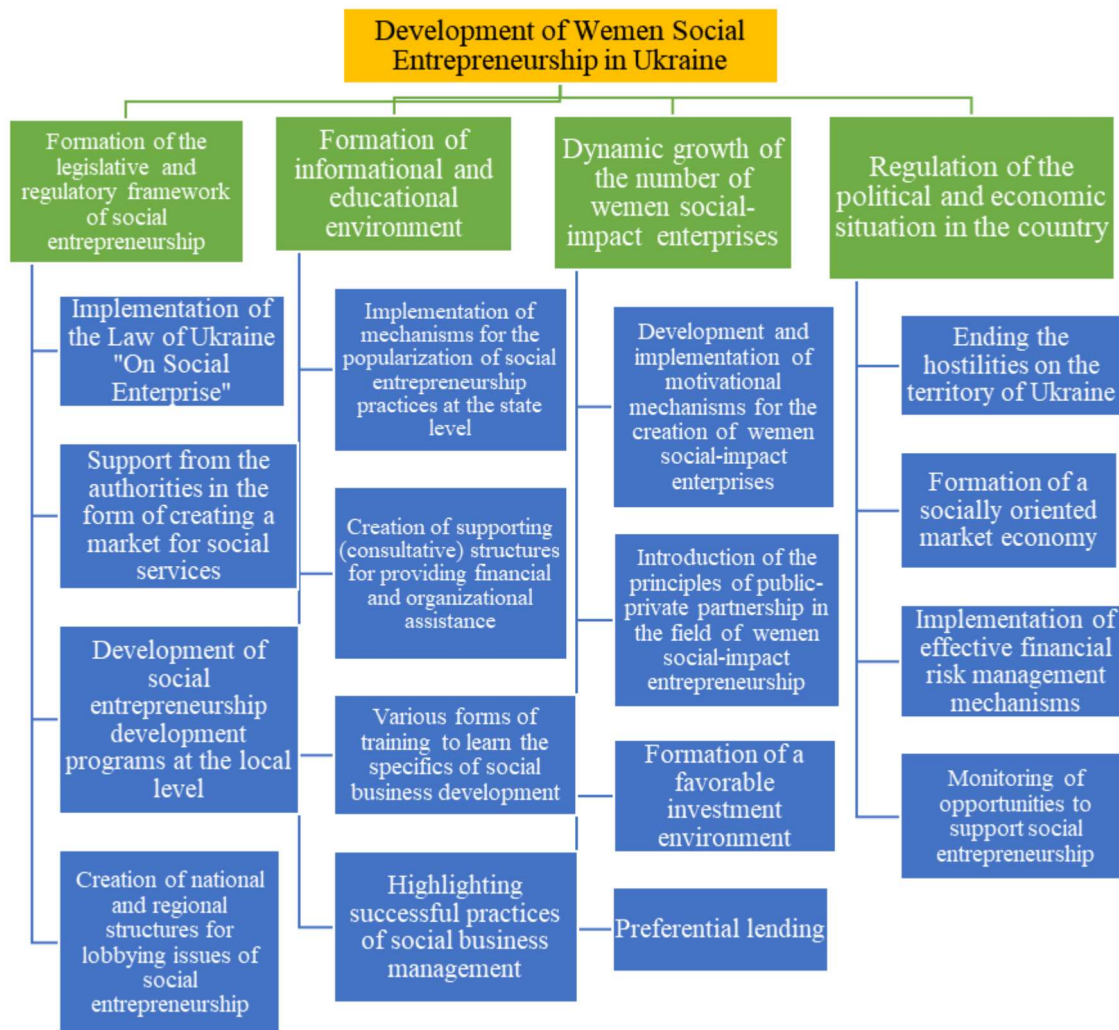 Development of Wemen Social
Entrepreneurship in Ukraine
Formation of the
legislative and
regulatory framework
of social
entrepreneurship
Implementation of
the Law of Ukraine
"On Social
Enterprise"
Support from the
authorities in the
form of creating a
market for social
services
Development of
social
entrepreneurship
development
programs at the local
level
Creation of national
and regional
structures for
lobbying issues of
social
entrepreneurship
Formation of
informational and
educational
environment
Implementation of
mechanisms for the
popularization of social
entrepreneurship
practices at the state
level
Creation of supporting
(consultative) structures
for providing financial
and organizational
assistance
Various forms of
training to learn the
specifics of social
business development
Highlighting
successful practices
of social business
management
Dynamic growth of
the number of
wemen social-
impact enterprises
Development and
implementation of
motivational
mechanisms for the
creation of wemen
social-impact
enterprises
Introduction of the
principles of public-
private partnership in
the field of wemen
social-impact
entrepreneurship
Formation of a
favorable
investment
environment
Preferential lending
Regulation of the
political and economic
situation in the country
Ending the
hostilities on the
territory of Ukraine
Formation of a
socially oriented
market economy
Implementation of
effective financial
risk management
mechanisms
Monitoring of
opportunities to
support social
entrepreneurship